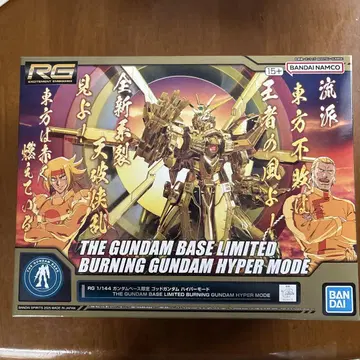 RG
BANDAI NAMCO
15+
流派
東方不敗は
王者の風よ!
全新系裂
天破侠乱
見よ!
東方は赤く
燃えている
THE GUNDAM BASE LIMITED
BURNING GUNDAM HYPER MODE
RG 1/144 ガンダムベース限定 ゴッドガンダム ハイパーモード
THE GUNDAM BASE LIMITED BURNING GUNDAM HYPER MODE
BANDAI